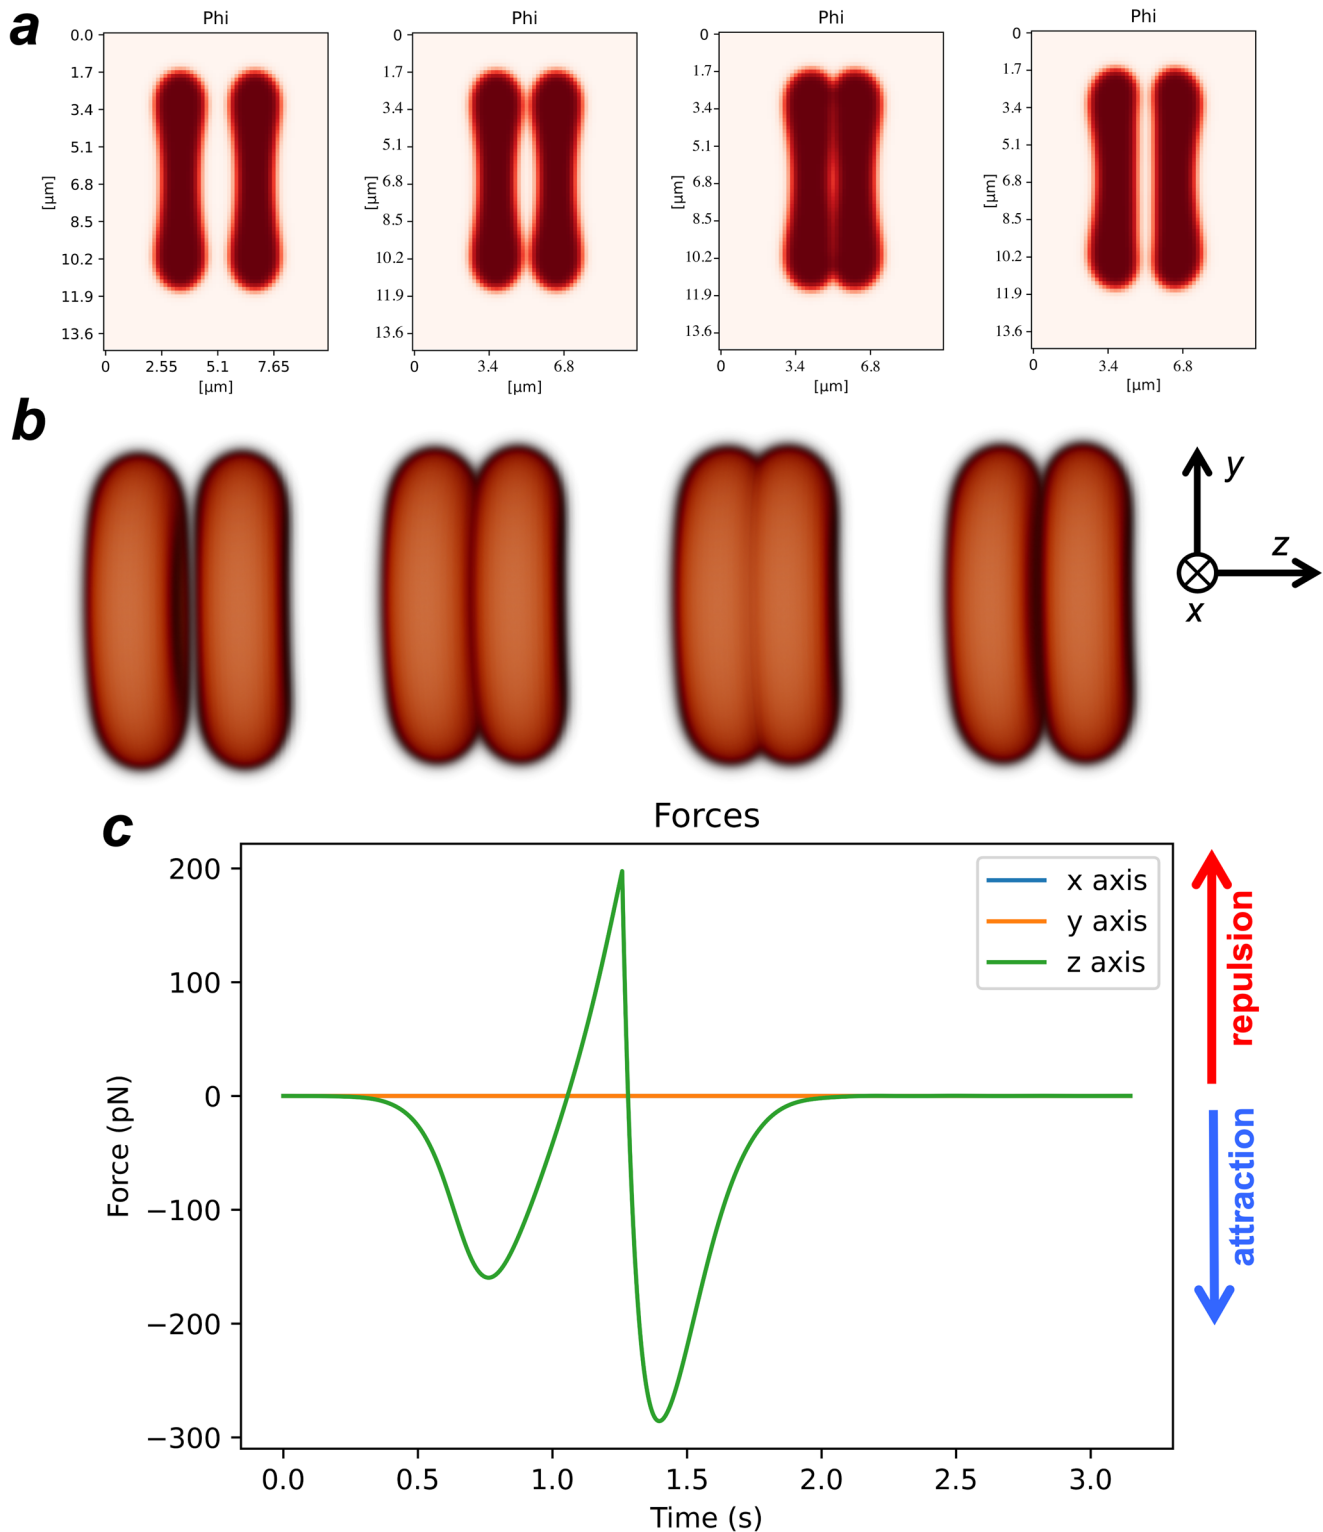 a
Phi
Phi
Phi
Phi
0.0
1.7
3.4
5.1
6.8
8.5
10.2
11.9
13.6
[μm]
0
2.55
5.1
7.65
[μm]
0
1.7
3.4
5.1
6.8
8.5
10.2
11.9
13.6
[μm]
0
3.4
6.8
[μm]
0
1.7
3.4
5.1
6.8
8.5
10.2
11.9
13.6
[μm]
0
3.4
6.8
[μm]
0
1.7
3.4
5.1
6.8
8.5
10.2
11.9
13.6
[μm]
0
3.4
6.8
[μm]
b
y
z
x
c
Forces
200
100
0
−100
−200
−300
Force (pN)
x axis
y axis
z axis
repulsion
attraction
0.0
0.5
1.0
1.5
2.0
2.5
3.0
Time (s)